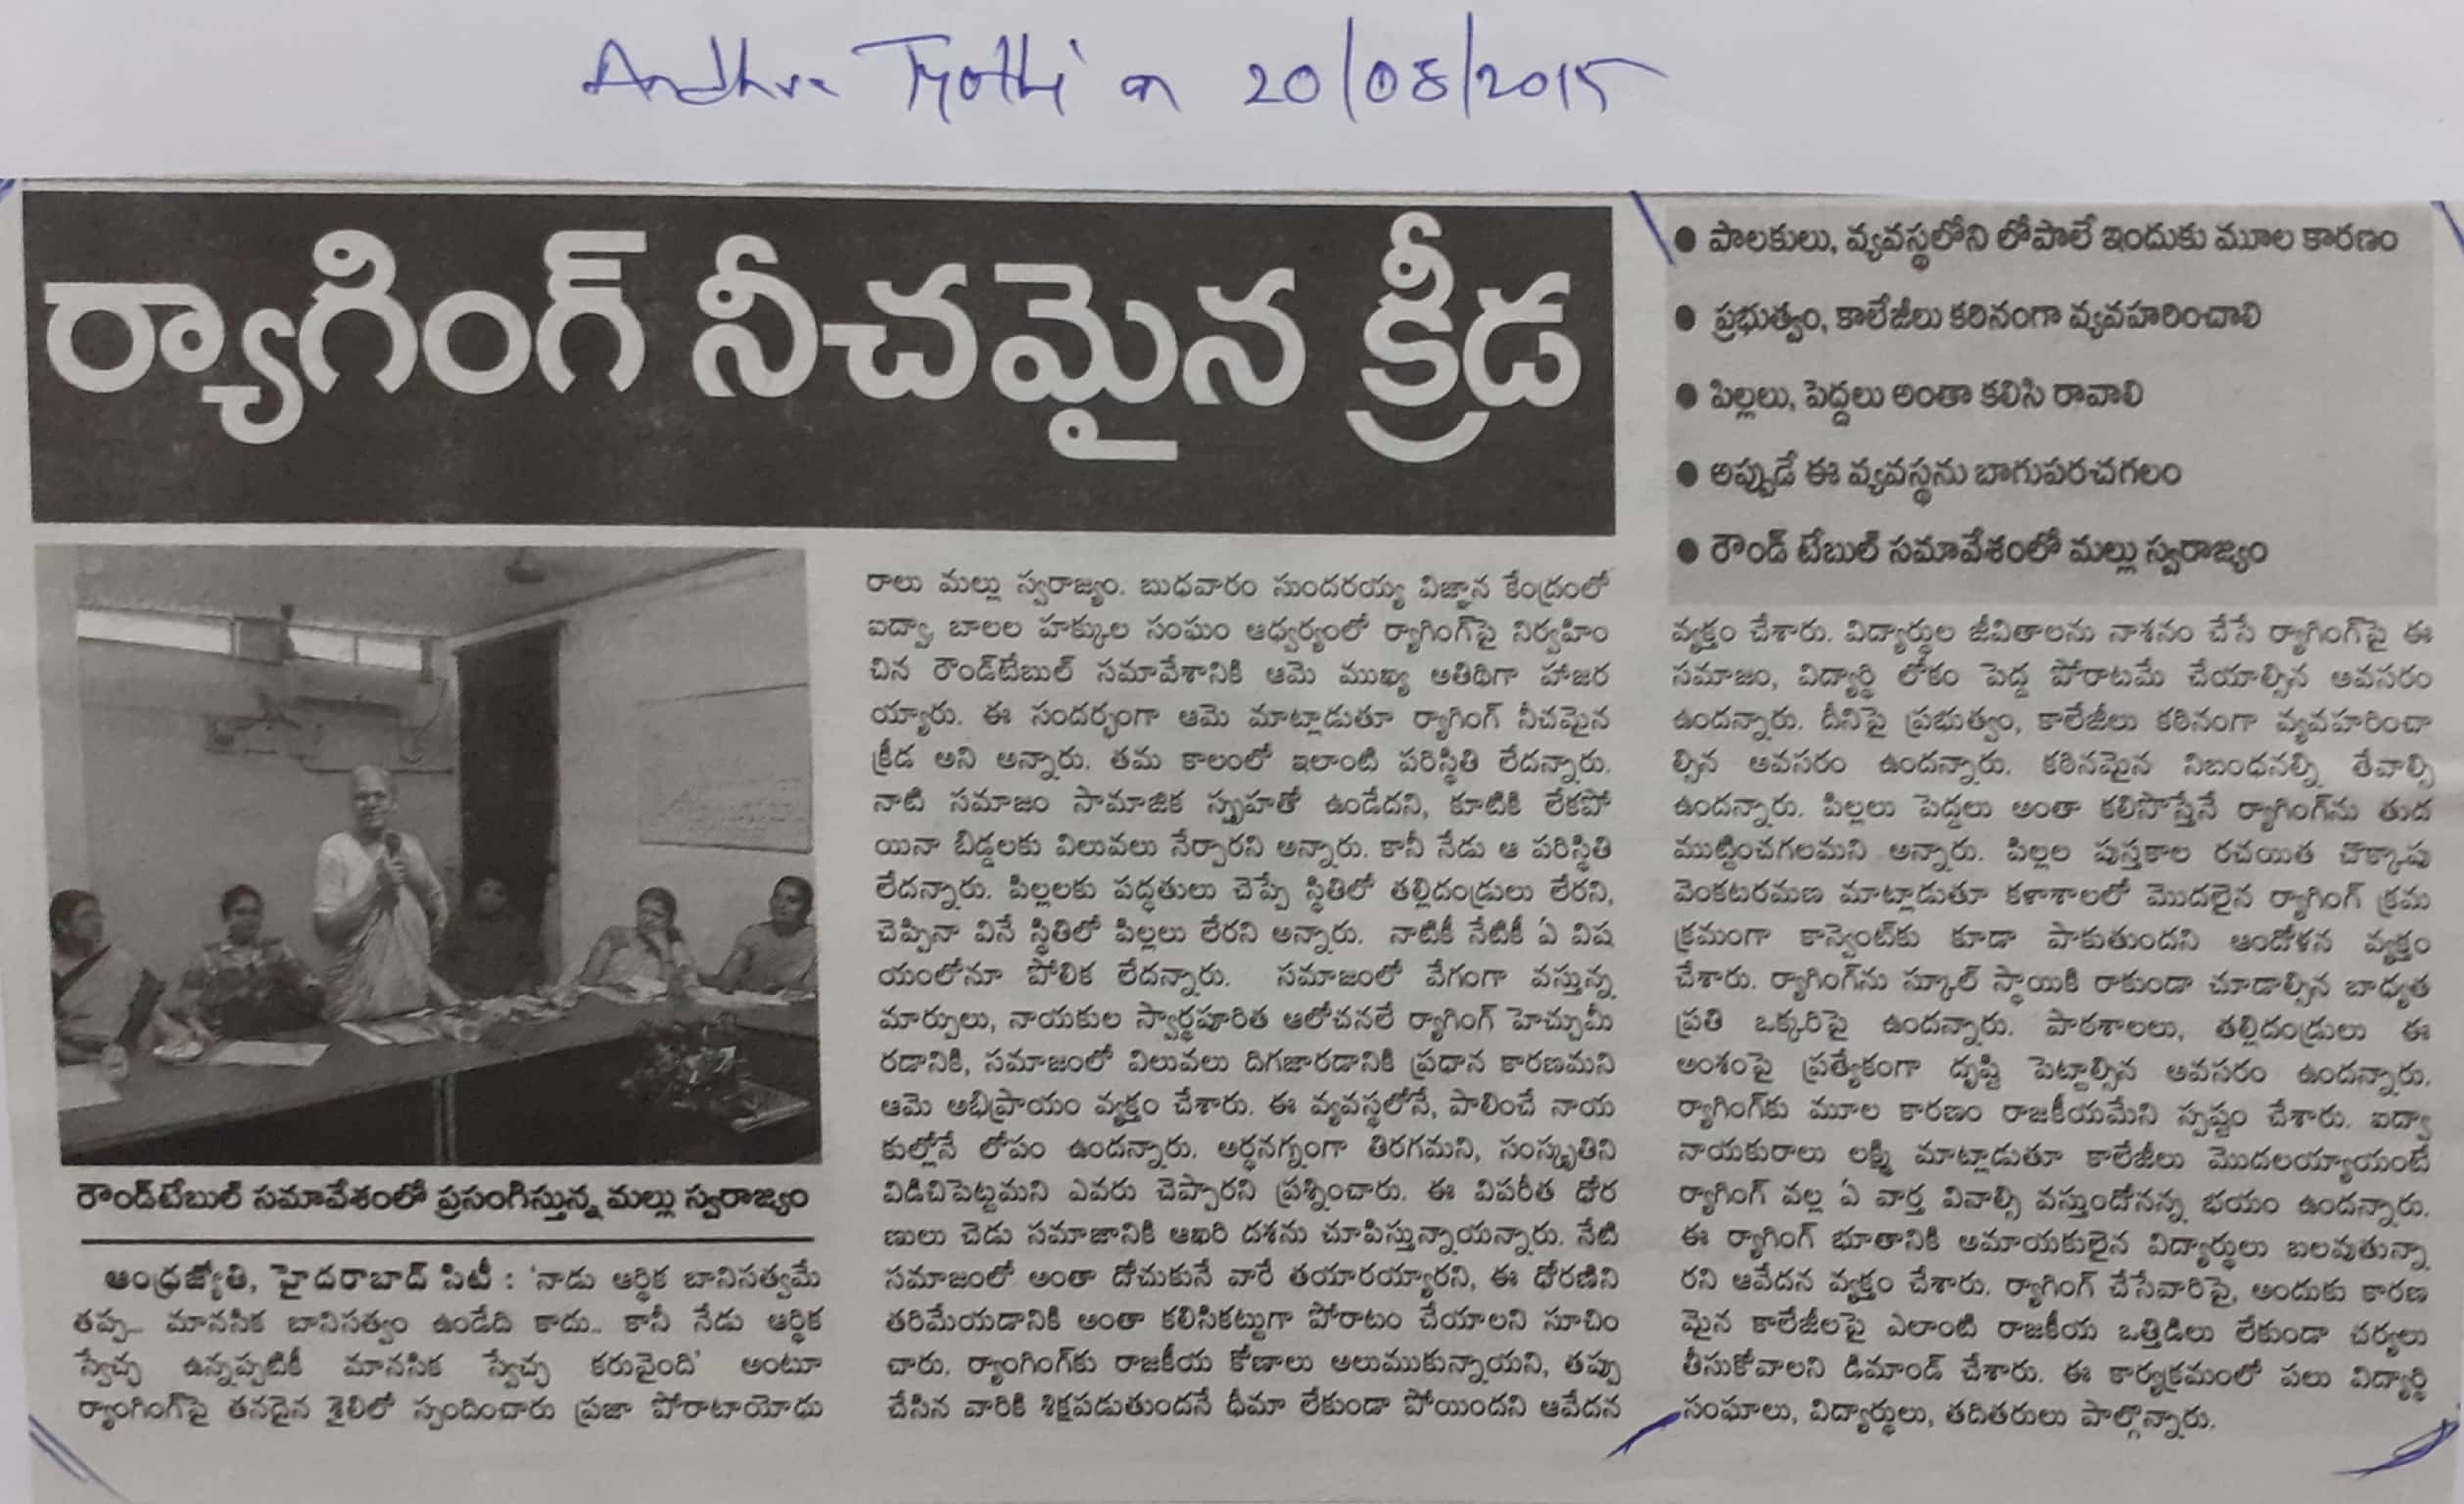 Andhra Jyothi on 20/08/2015
ర్యాగింగ్ నీచమైన క్రీడ
● పాలకులు, వ్యవస్థలోని లోపాలే ఇందుకు మూల కారణం
● ప్రభుత్వం, కాలేజీలు కఠినంగా వ్యవహరించాలి
● పిల్లలు, పెద్దలు అంతా కలిసి రావాలి
● అప్పుడే ఈ వ్యవస్థను బాగుపరచగలం
● రౌండ్ టేబుల్ సమావేశంలో మల్లు స్వరాజ్యం
రౌండ్‌టేబుల్ సమావేశంలో ప్రసంగిస్తున్న మల్లు స్వరాజ్యం
ఆంధ్రజ్యోతి, హైదరాబాద్ సిటీ : 'నాడు ఆర్థిక బానిసత్వమే
తప్ప.. మానసిక బానిసత్వం ఉండేది కాదు.. కానీ నేడు ఆర్థిక
స్వేచ్ఛ ఉన్నప్పటికీ మానసిక స్వేచ్ఛ కరువైంది' అంటూ
ర్యాంగింగ్‌పై తనదైన శైలిలో స్పందించారు ప్రజా పోరాటాయోధు
రాలు మల్లు స్వరాజ్యం. బుధవారం సుందరయ్య విజ్ఞాన కేంద్రంలో
ఐద్వా, బాలల హక్కుల సంఘం ఆధ్వర్యంలో ర్యాగింగ్‌పై నిర్వహిం
చిన రౌండ్‌టేబుల్ సమావేశానికి ఆమె ముఖ్య అతిథిగా హాజర
య్యారు. ఈ సందర్భంగా ఆమె మాట్లాడుతూ ర్యాగింగ్ నీచమైన
క్రీడ అని అన్నారు. తమ కాలంలో ఇలాంటి పరిస్థితి లేదన్నారు.
నాటి సమాజం సామాజిక స్పృహతో ఉండేదని, కూటికి లేకపో
యినా బిడ్డలకు విలువలు నేర్పారని అన్నారు. కానీ నేడు ఆ పరిస్థితి
లేదన్నారు. పిల్లలకు పద్ధతులు చెప్పే స్థితిలో తల్లిదండ్రులు లేరని,
చెప్పినా వినే స్థితిలో పిల్లలు లేరని అన్నారు. నాటికీ నేటికీ ఏ విష
యంలోనూ పోలిక లేదన్నారు. సమాజంలో వేగంగా వస్తున్న
మార్పులు, నాయకుల స్వార్థపూరిత ఆలోచనలే ర్యాగింగ్ హెచ్చుమీ
రడానికి, సమాజంలో విలువలు దిగజారడానికి ప్రధాన కారణమని
ఆమె అభిప్రాయం వ్యక్తం చేశారు. ఈ వ్యవస్థలోనే, పాలించే నాయ
కుల్లోనే లోపం ఉందన్నారు. అర్థనగ్నంగా తిరగమని, సంస్కృతిని
విడిచిపెట్టమని ఎవరు చెప్పారని ప్రశ్నించారు. ఈ విపరీత ధోర
ణులు చెడు సమాజానికి ఆఖరి దశను చూపిస్తున్నాయన్నారు. నేటి
సమాజంలో అంతా దోచుకునే వారే తయారయ్యారని, ఈ ధోరణిని
తరిమేయడానికి అంతా కలిసికట్టుగా పోరాటం చేయాలని సూచిం
చారు. ర్యాంగింగ్‌కు రాజకీయ కోణాలు అలుముకున్నాయని, తప్పు
చేసిన వారికి శిక్షపడుతుందనే ధీమా లేకుండా పోయిందని ఆవేదన
వ్యక్తం చేశారు. విద్యార్థుల జీవితాలను నాశనం చేసే ర్యాగింగ్‌పై ఈ
సమాజం, విద్యార్థి లోకం పెద్ద పోరాటమే చేయాల్సిన అవసరం
ఉందన్నారు. దీనిపై ప్రభుత్వం, కాలేజీలు కఠినంగా వ్యవహరించా
ల్సిన అవసరం ఉందన్నారు. కఠినమైన నిబంధనల్ని తేవాల్సి
ఉందన్నారు. పిల్లలు పెద్దలు అంతా కలిసొస్తేనే ర్యాగింగ్‌ను తుద
ముట్టించగలమని అన్నారు. పిల్లల పుస్తకాల రచయిత చొక్కాపు
వెంకటరమణ మాట్లాడుతూ కళాశాలలో మొదలైన ర్యాగింగ్ క్రమ
క్రమంగా కాన్వెంట్‌కు కూడా పాకుతుందని ఆందోళన వ్యక్తం
చేశారు. ర్యాగింగ్‌ను స్కూల్ స్థాయికి రాకుండా చూడాల్సిన బాధ్యత
ప్రతి ఒక్కరిపై ఉందన్నారు. పాఠశాలలు, తల్లిదండ్రులు ఈ
అంశంపై ప్రత్యేకంగా దృష్టి పెట్టాల్సిన అవసరం ఉందన్నారు.
ర్యాగింగ్‌కు మూల కారణం రాజకీయమేని స్పష్టం చేశారు. ఐద్వా
నాయకురాలు లక్ష్మి మాట్లాడుతూ కాలేజీలు మొదలయ్యాయంటే
ర్యాగింగ్ వల్ల ఏ వార్త వినాల్సి వస్తుందోనన్న భయం ఉందన్నారు.
ఈ ర్యాగింగ్ భూతానికి అమాయకులైన విద్యార్థులు బలవుతున్నా
రని ఆవేదన వ్యక్తం చేశారు. ర్యాగింగ్ చేసేవారిపై, అందుకు కారణ
మైన కాలేజీలపై ఎలాంటి రాజకీయ ఒత్తిడిలు లేకుండా చర్యలు
తీసుకోవాలని డిమాండ్ చేశారు. ఈ కార్యక్రమంలో పలు విద్యార్థి
సంఘాలు, విద్యార్థులు, తదితరులు పాల్గొన్నారు.